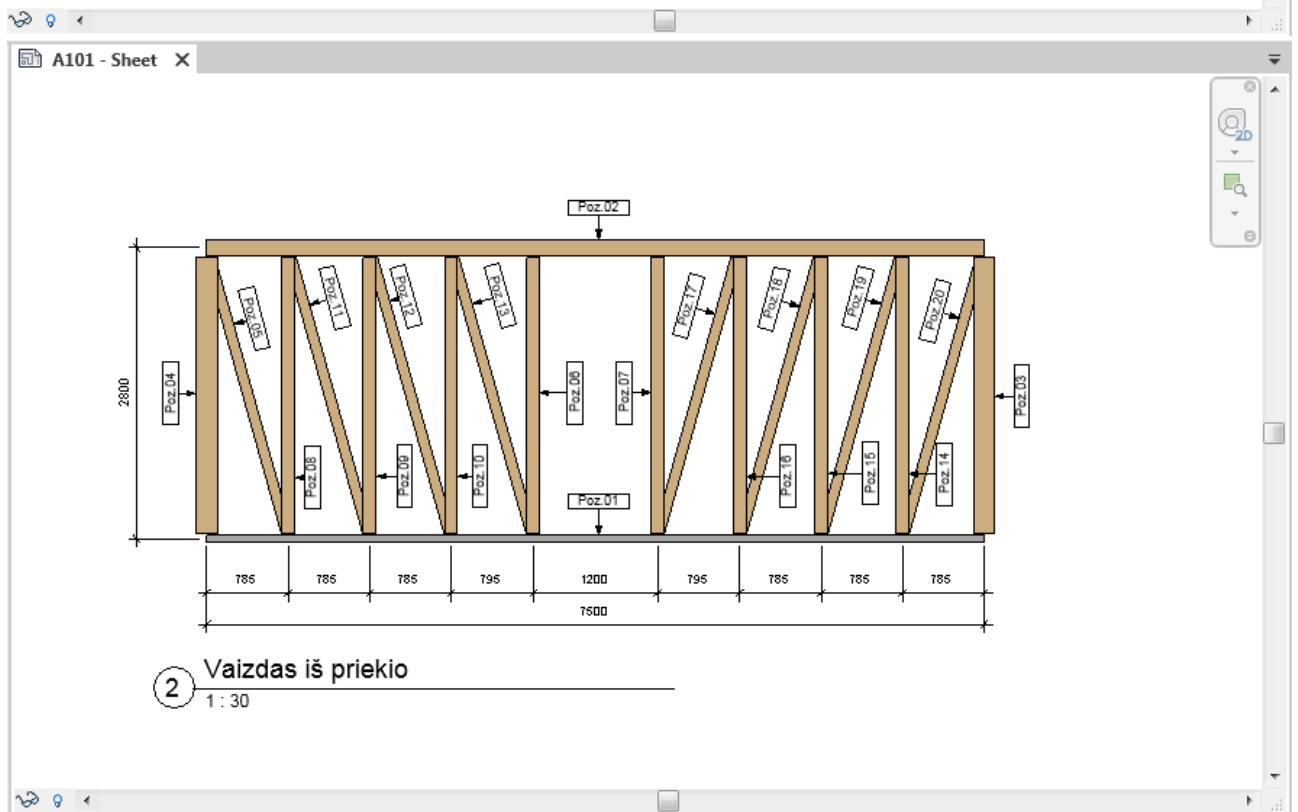 A101 - Sheet
2D
Poz.02
Poz.05
Poz.11
Poz.12
Poz.13
Poz.17
Poz.18
Poz.19
Poz.20
2800
Poz.04
Poz.06
Poz.07
Poz.03
Poz.08
Poz.09
Poz.10
Poz.16
Poz.15
Poz.14
Poz.01
785 785 785 795 1200 795 785 785 785
7500
2 Vaizdas iš priekio
1 : 30